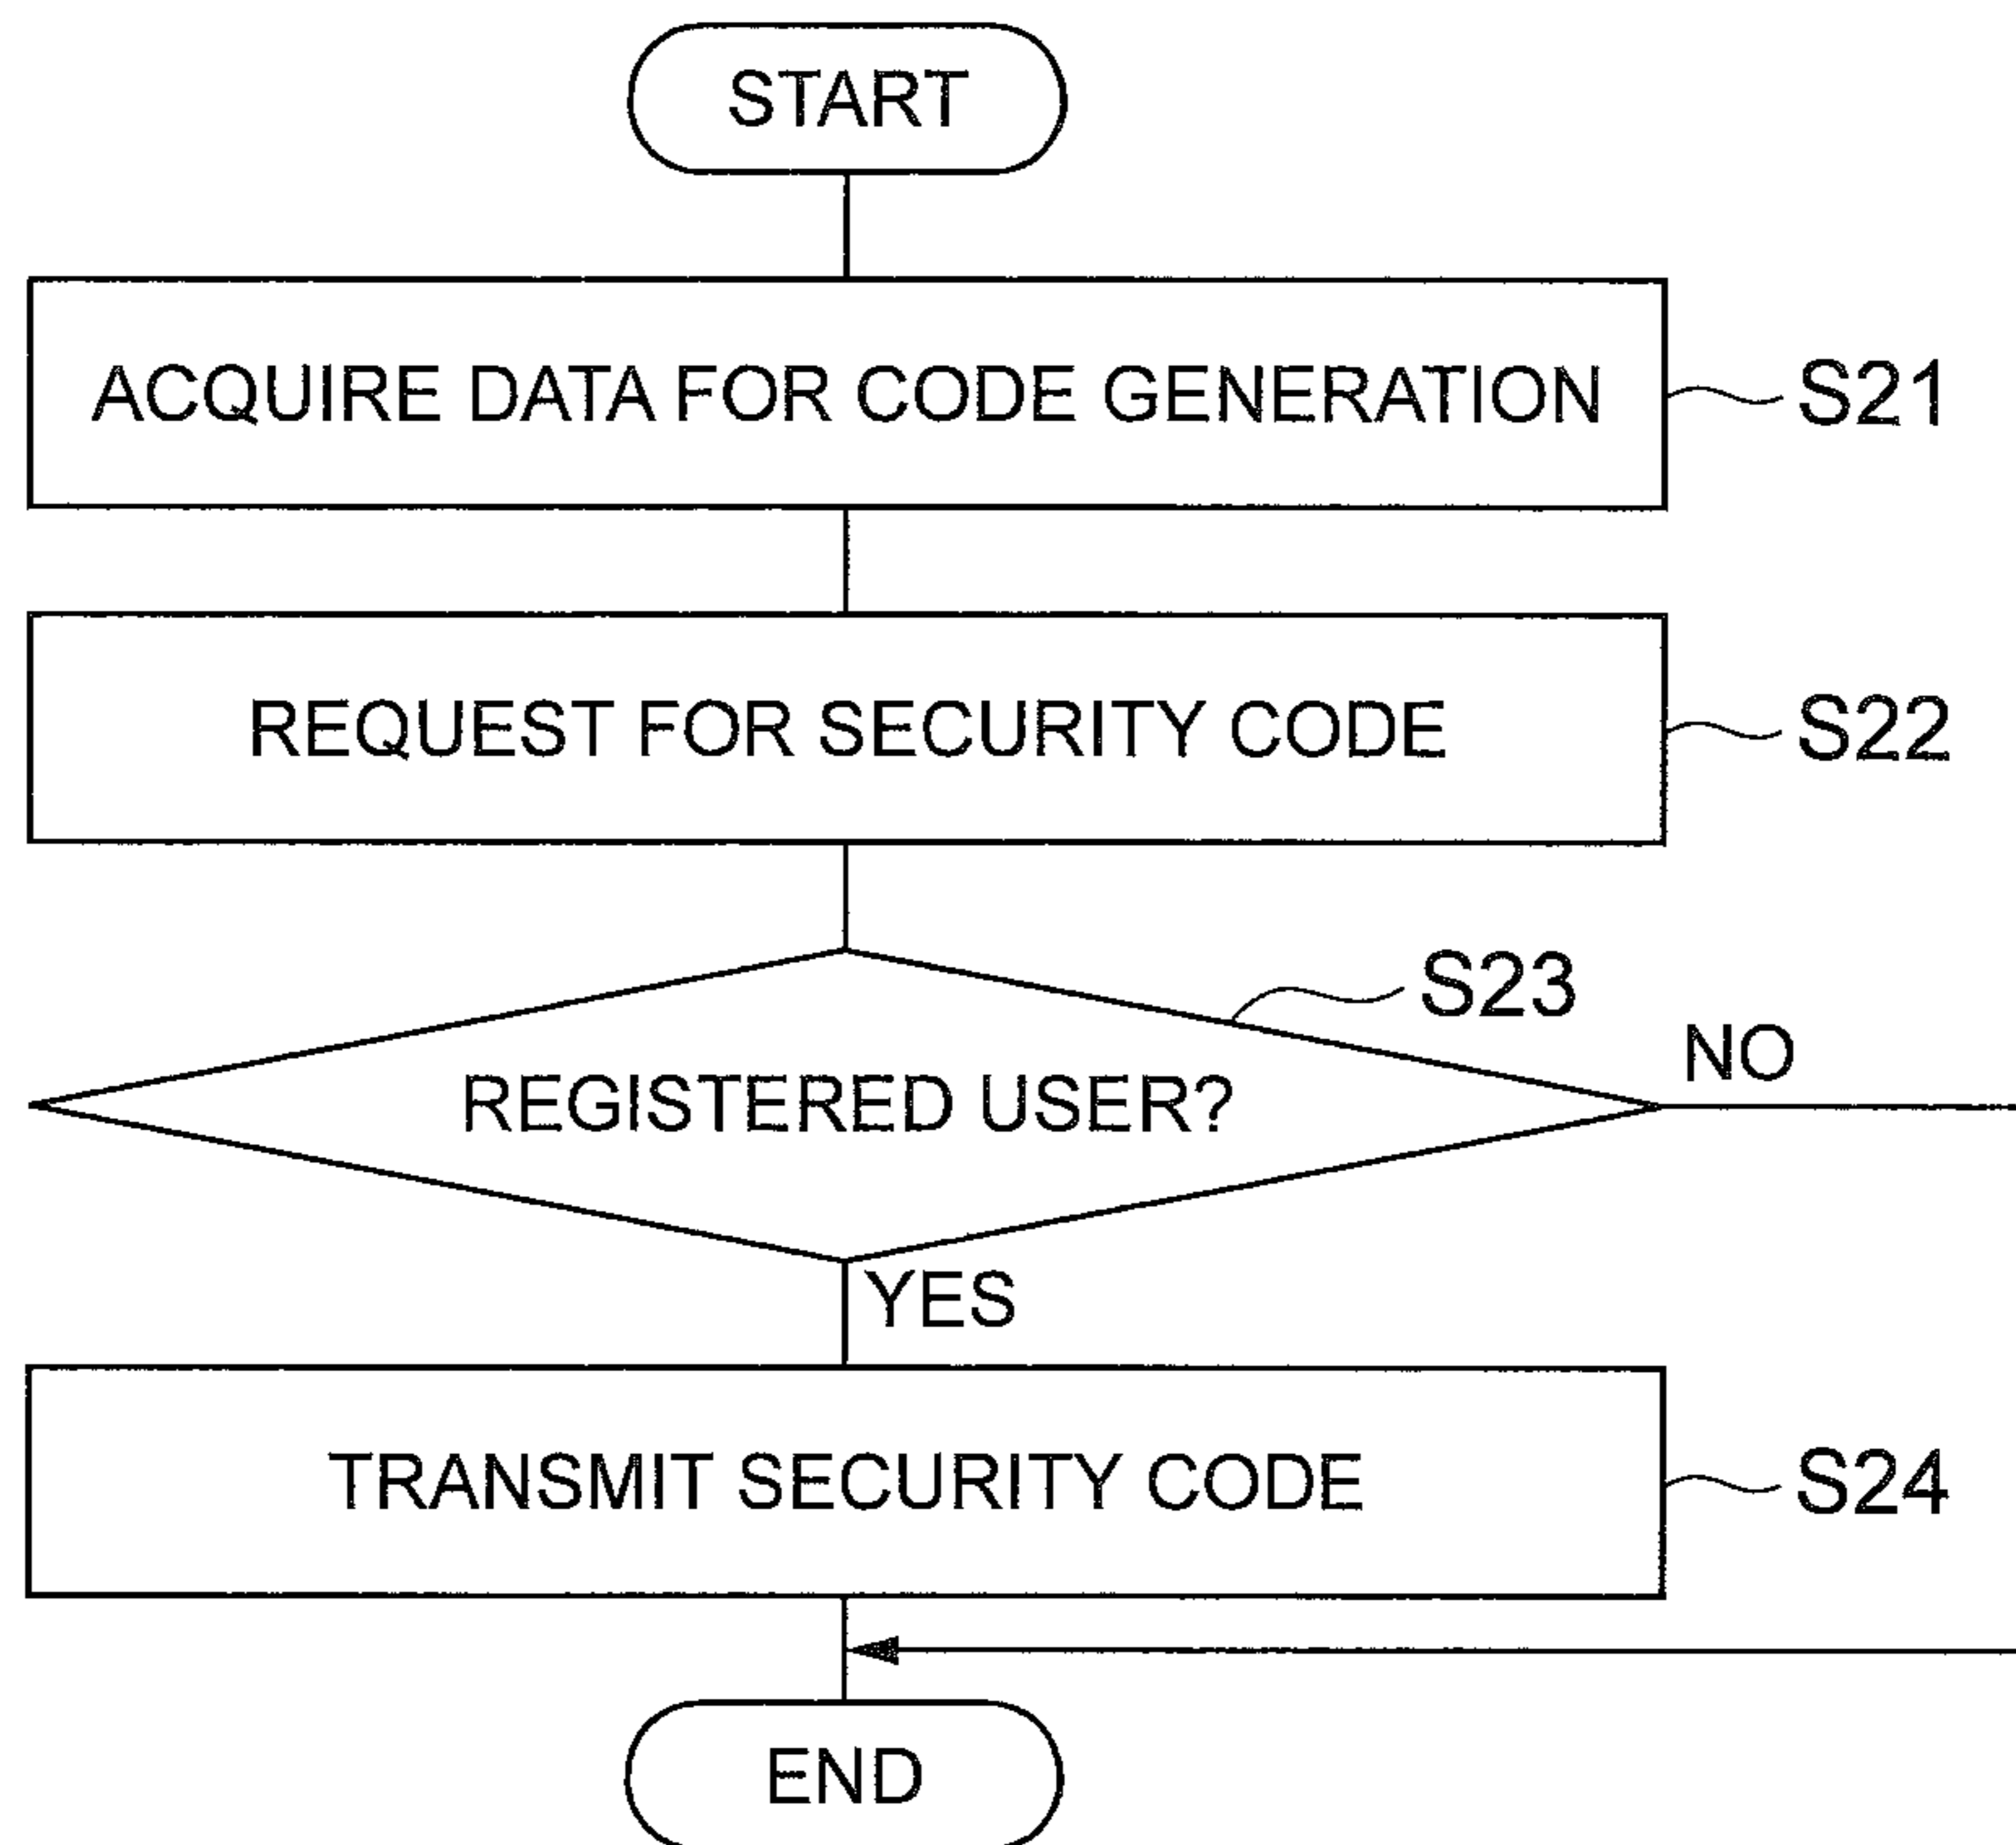 START
ACQUIRE DATA FOR CODE GENERATION
S21
REQUEST FOR SECURITY CODE
S22
S23
REGISTERED USER?
NO
YES
TRANSMIT SECURITY CODE
S24
END